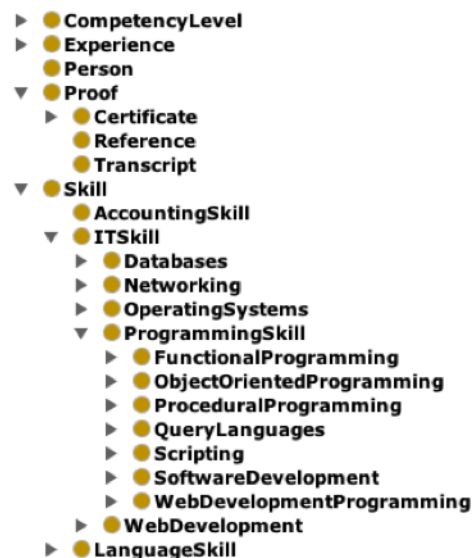 CompetencyLevel
Experience
Person
Proof
Certificate
Reference
Transcript
Skill
AccountingSkill
ITSkill
Databases
Networking
OperatingSystems
ProgrammingSkill
FunctionalProgramming
ObjectOrientedProgramming
ProceduralProgramming
QueryLanguages
Scripting
SoftwareDevelopment
WebDevelopmentProgramming
WebDevelopment
LanguageSkill